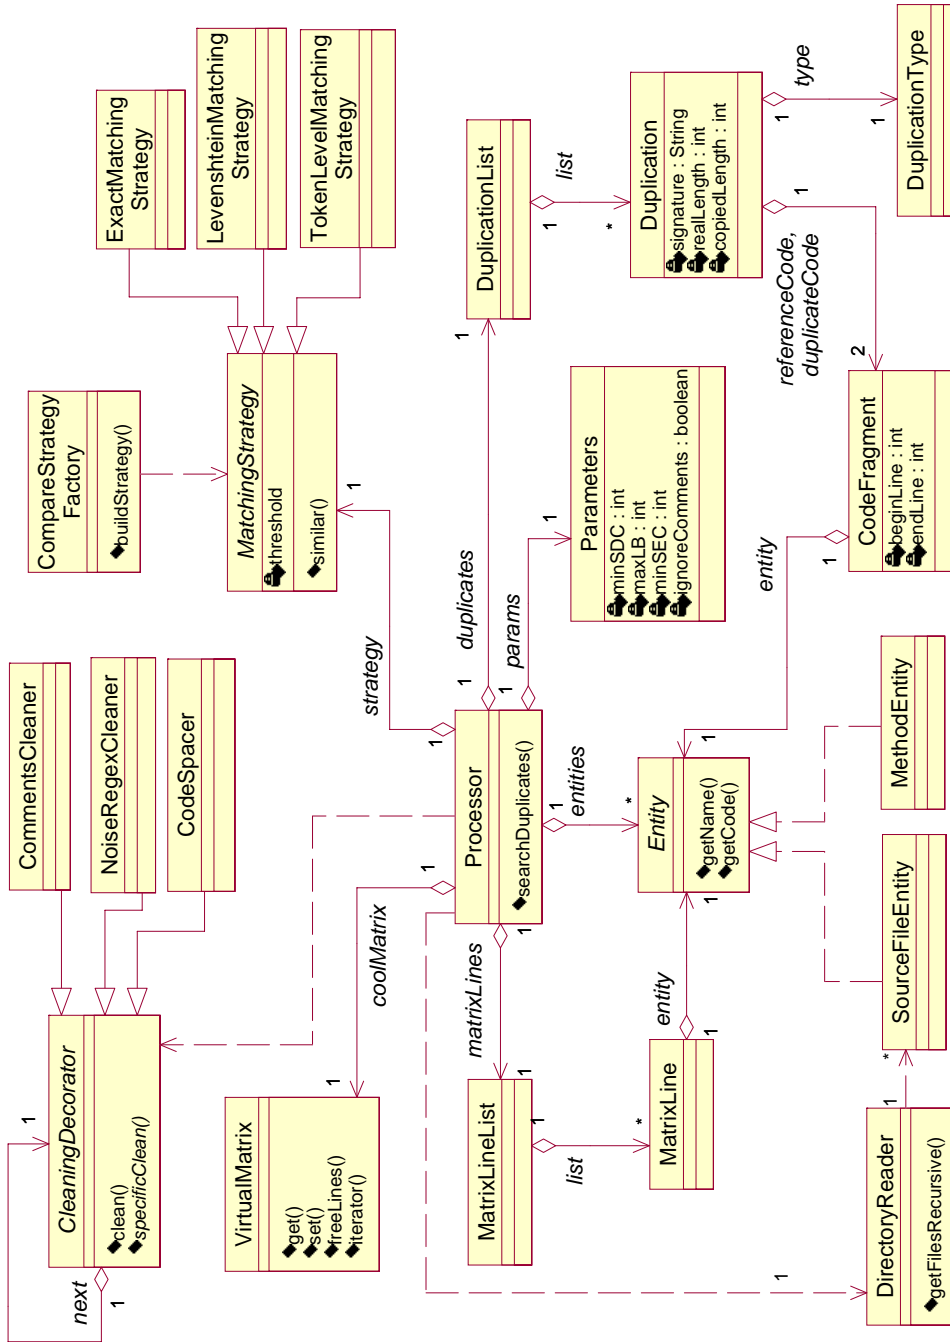 CleaningDecorator
clean()
specificClean()
next
1
1
CommentsCleaner
NoiseRegexCleaner
CodeSpacer
CompareStrategy
Factory
buildStrategy()
MatchingStrategy
threshold
similar()
1
ExactMatching
Strategy
LevenshteinMatching
Strategy
TokenLevelMatching
Strategy
VirtualMatrix
get()
set()
freeLines()
iterator()
1
coolMatrix
1
strategy
1
Processor
searchDuplicates()
duplicates
1
1
params
1
1
entities
1
*
matrixLines
1
1
MatrixLineList
1
list
*
MatrixLine
1
entity
1
DuplicationList
1
list
*
Parameters
minSDC : int
maxLB : int
minSEC : int
ignoreComments : boolean
Duplication
signature : String
realLength : int
copiedLength : int
1
type
1
1
referenceCode,
duplicateCode
2
Entity
getName()
getCode()
1
entity
1
CodeFragment
beginLine : int
endLine : int
DuplicationType
DirectoryReader
getFilesRecursive()
1
1
*
SourceFileEntity
MethodEntity